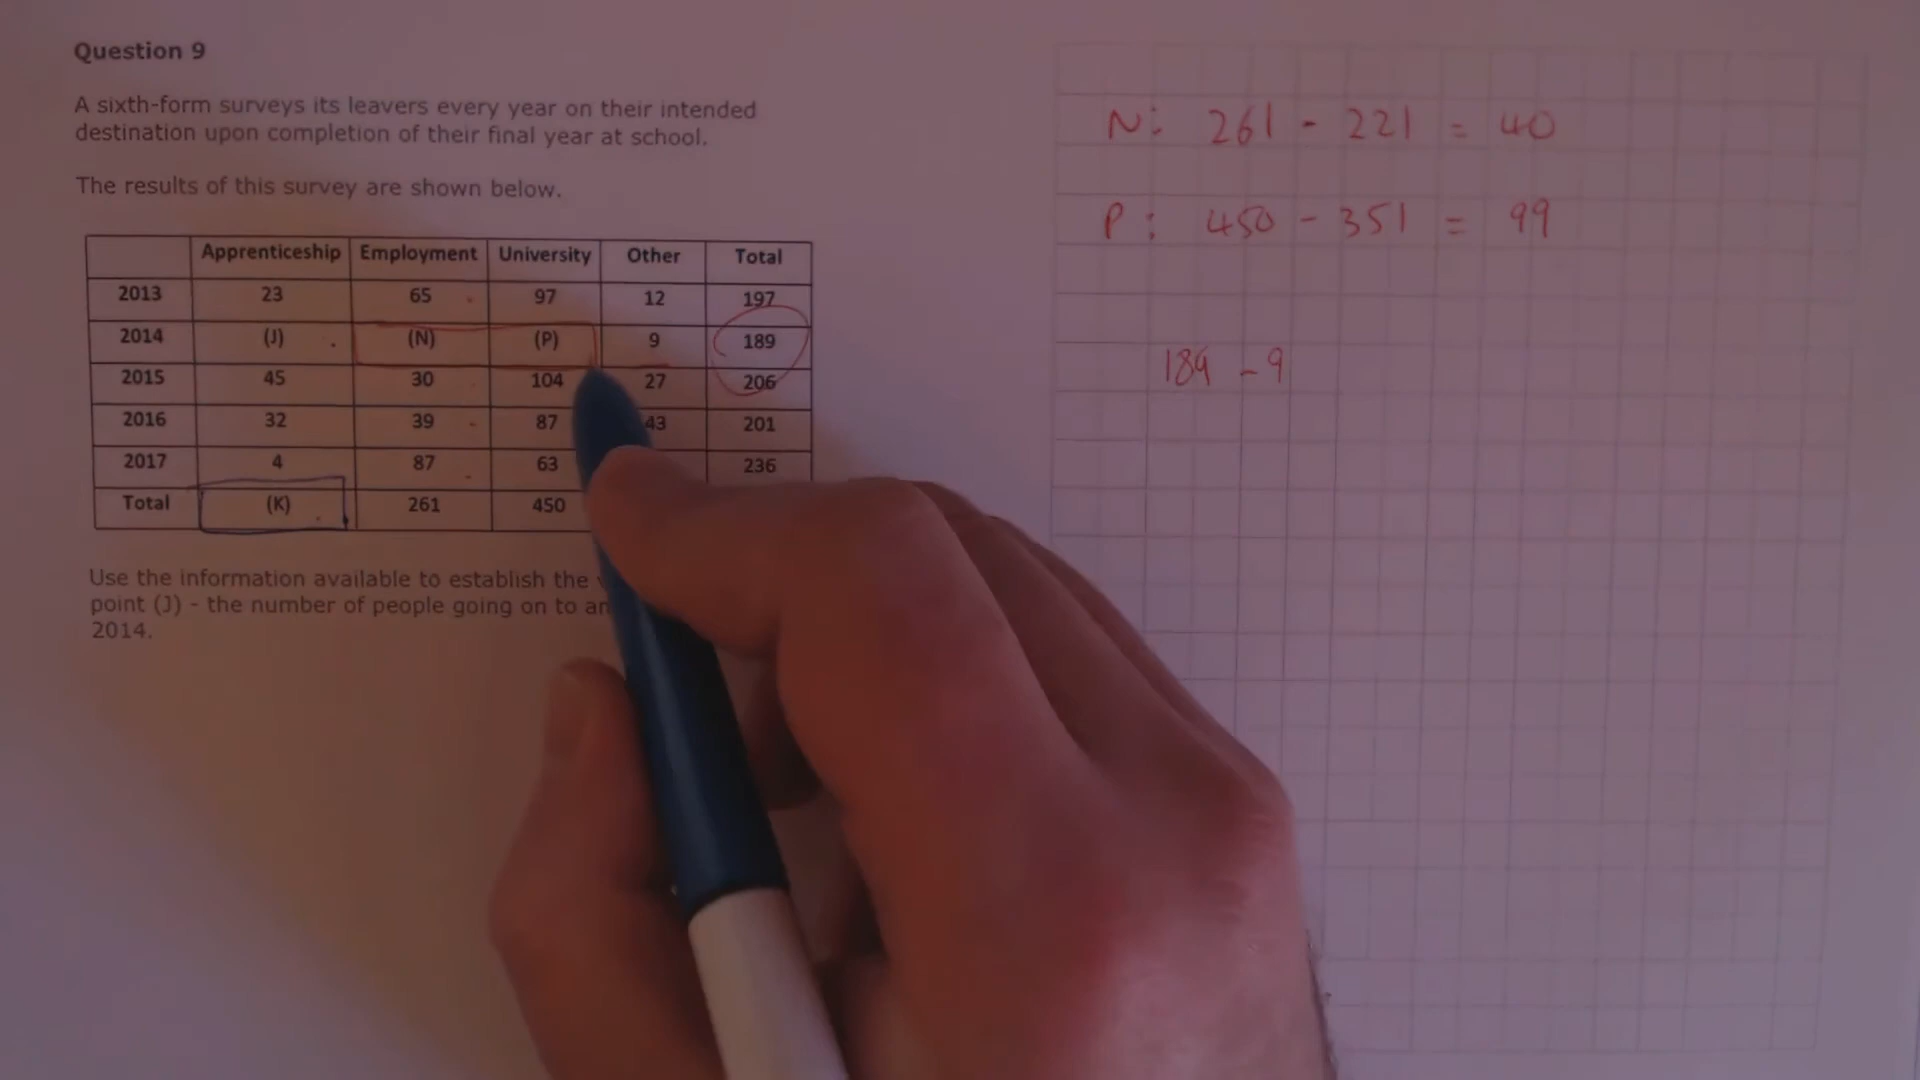 Question 9
A sixth-form surveys its leavers every year on their intended
destination upon completion of their final year at school.
The results of this survey are shown below.
Apprenticeship Employment University Other Total
2013 23 65 97 12 197
2014 (J) (N) (P) 9 189
2015 45 30 104 27 206
2016 32 39 87 43 201
2017 4 87 63 236
Total (K) 261 450
Use the information available to establish the
point (J) - the number of people going on to an
2014.
N: 261 - 221 = 40
P: 450 - 351 = 99
189 - 9